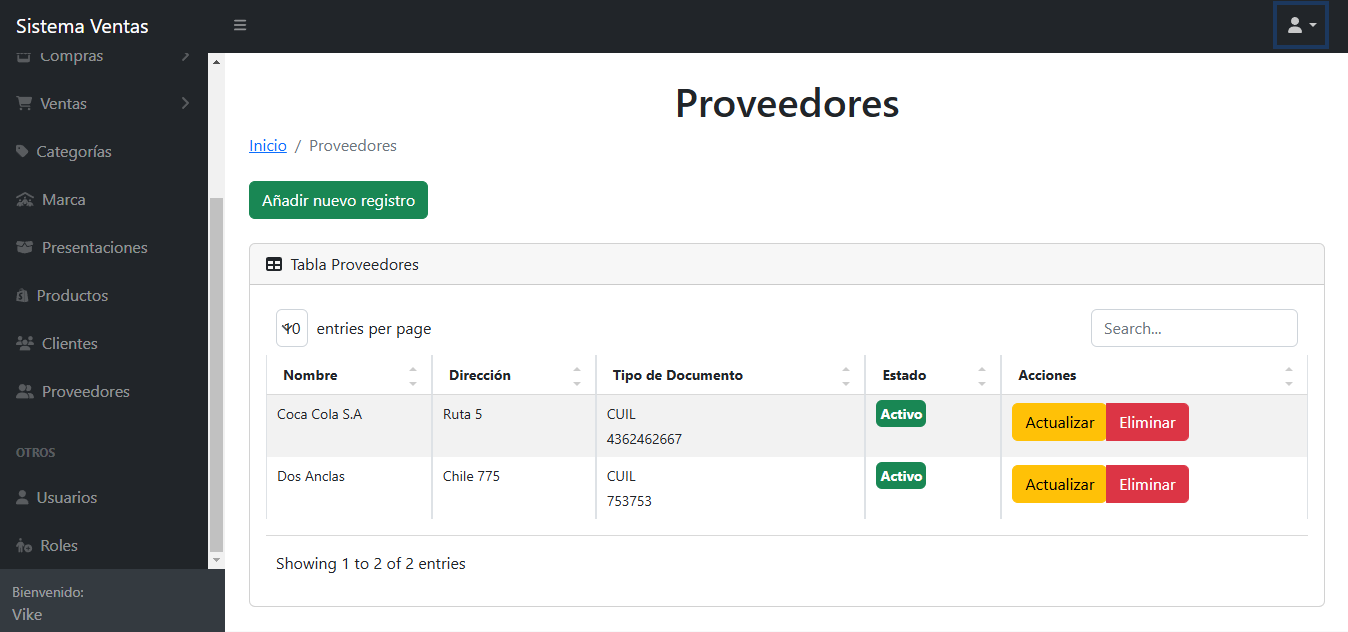 Sistema Ventas
Compras
Ventas
Categorías
Marca
Presentaciones
Productos
Clientes
Proveedores
OTROS
Usuarios
Roles
Bienvenido:
Vike
Proveedores
Inicio / Proveedores
Añadir nuevo registro
Tabla Proveedores
10 entries per page
Search...
Nombre Dirección Tipo de Documento Estado Acciones
Coca Cola S.A Ruta 5 CUIL Activo Actualizar Eliminar
4362462667
Dos Anclas Chile 775 CUIL Activo Actualizar Eliminar
753753
Showing 1 to 2 of 2 entries